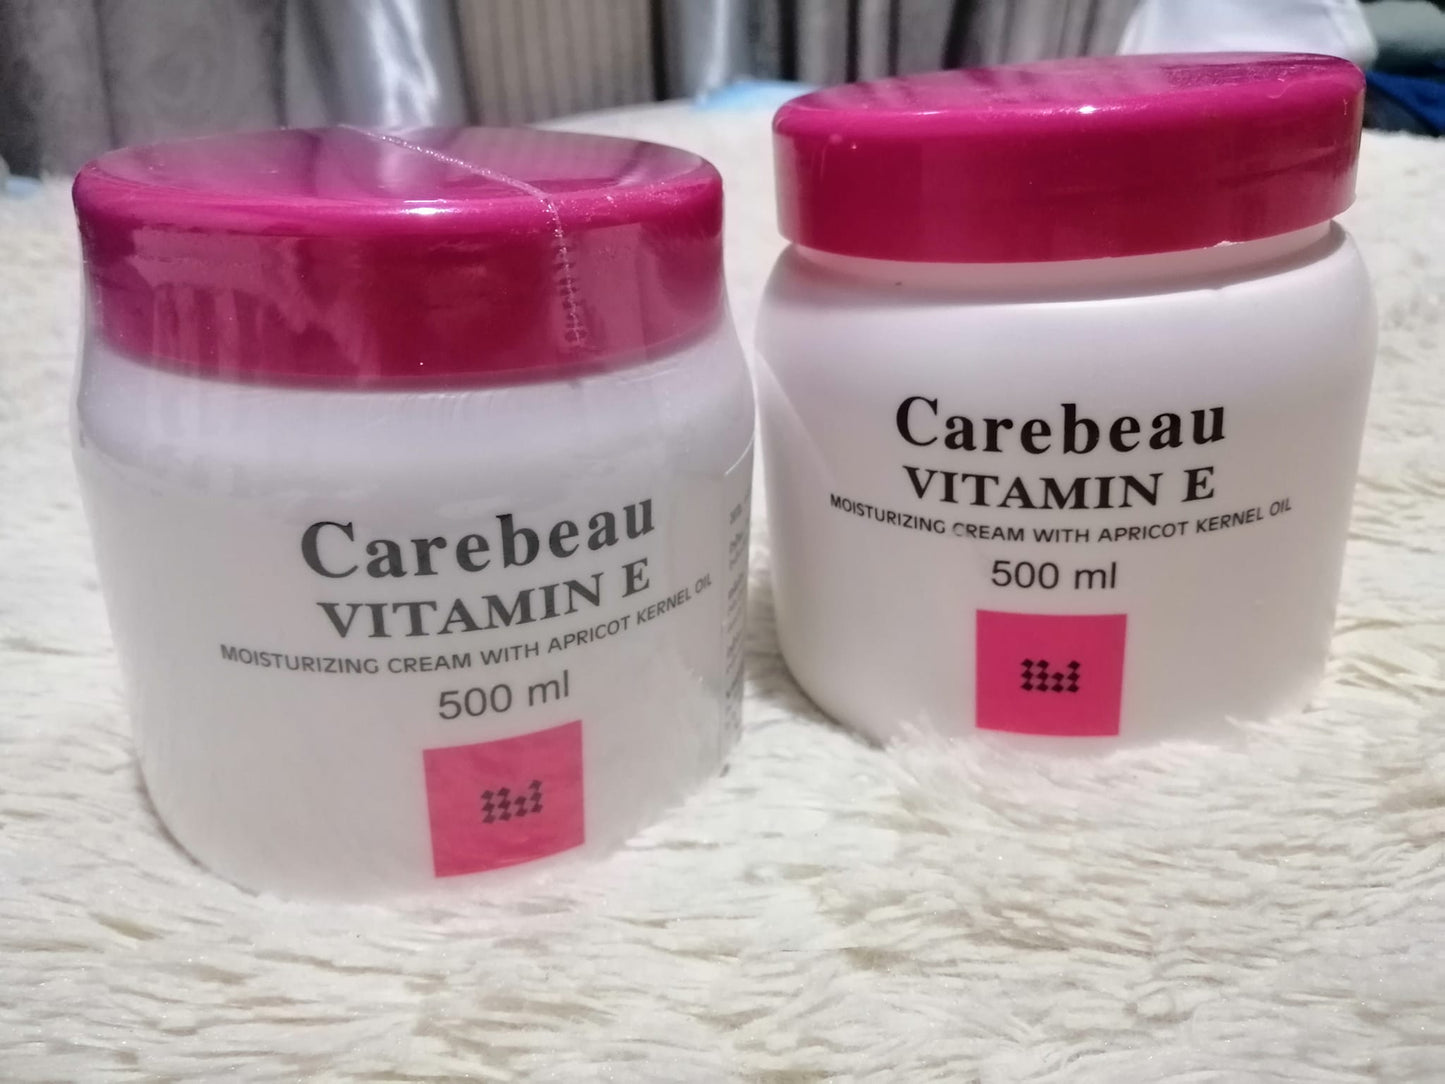 Carebeau
VITAMIN E
MOISTURIZING CREAM WITH APRICOT KERNEL OIL
500 ml
Carebeau
VITAMIN E
MOISTURIZING CREAM WITH APRICOT KERNEL OIL
500 ml